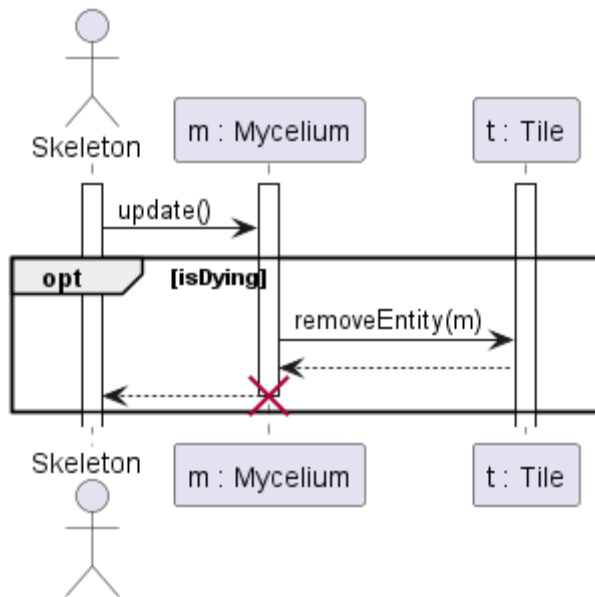 Skeleton
m : Mycelium
t : Tile
update()
opt
[isDying]
removeEntity(m)
Skeleton
m : Mycelium
t : Tile